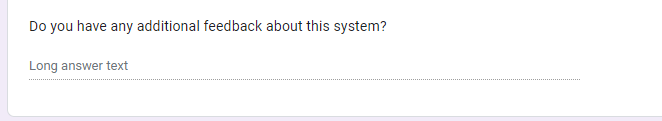 Do you have any additional feedback about this system?
Long answer text